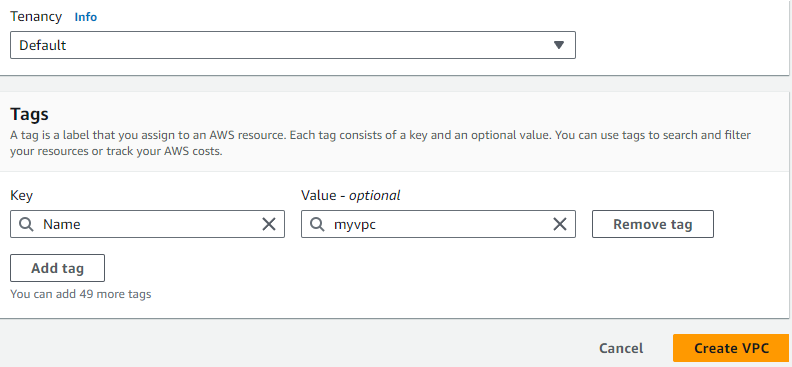 Tenancy Info
Default
Tags
A tag is a label that you assign to an AWS resource. Each tag consists of a key and an optional value. You can use tags to search and filter
your resources or track your AWS costs.
Key Value - optional
Name myvpc Remove tag
Add tag
You can add 49 more tags
Cancel Create VPC